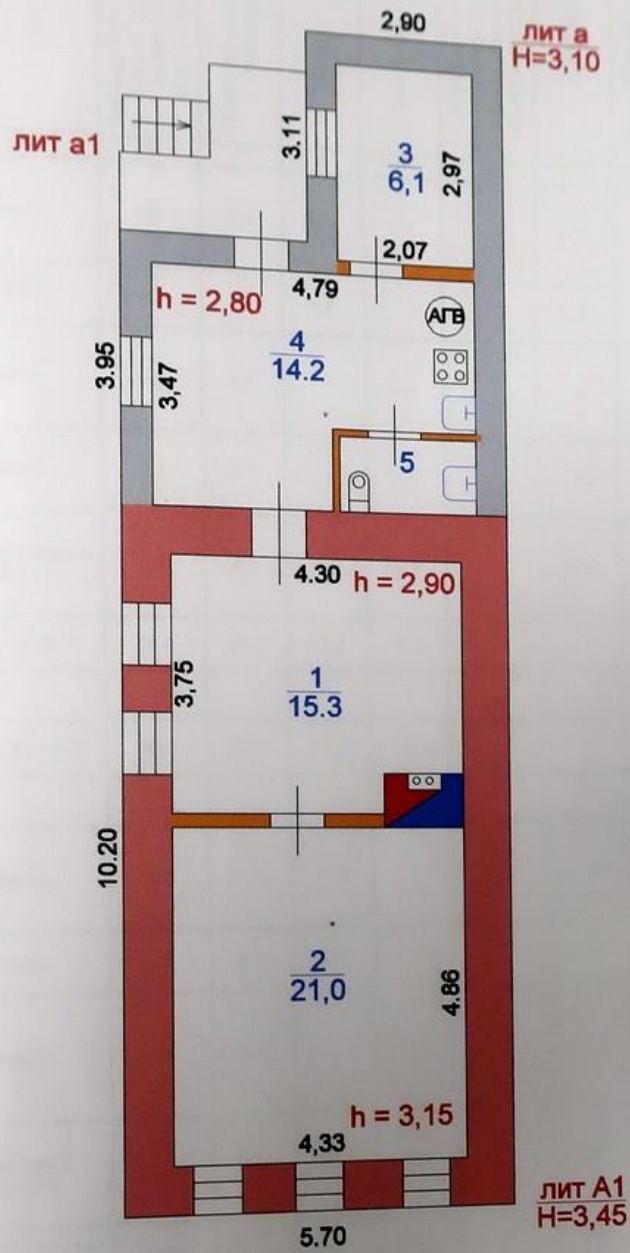 2,90
лит а
Н=3,10
лит а1
3.11
3
6,1
2,97
2,07
4,79
h = 2,80
АГВ
4
14.2
3.95
3,47
5
4.30
h = 2,90
3,75
1
15.3
10.20
2
21,0
4.86
h = 3,15
4,33
лит А1
Н=3,45
5.70